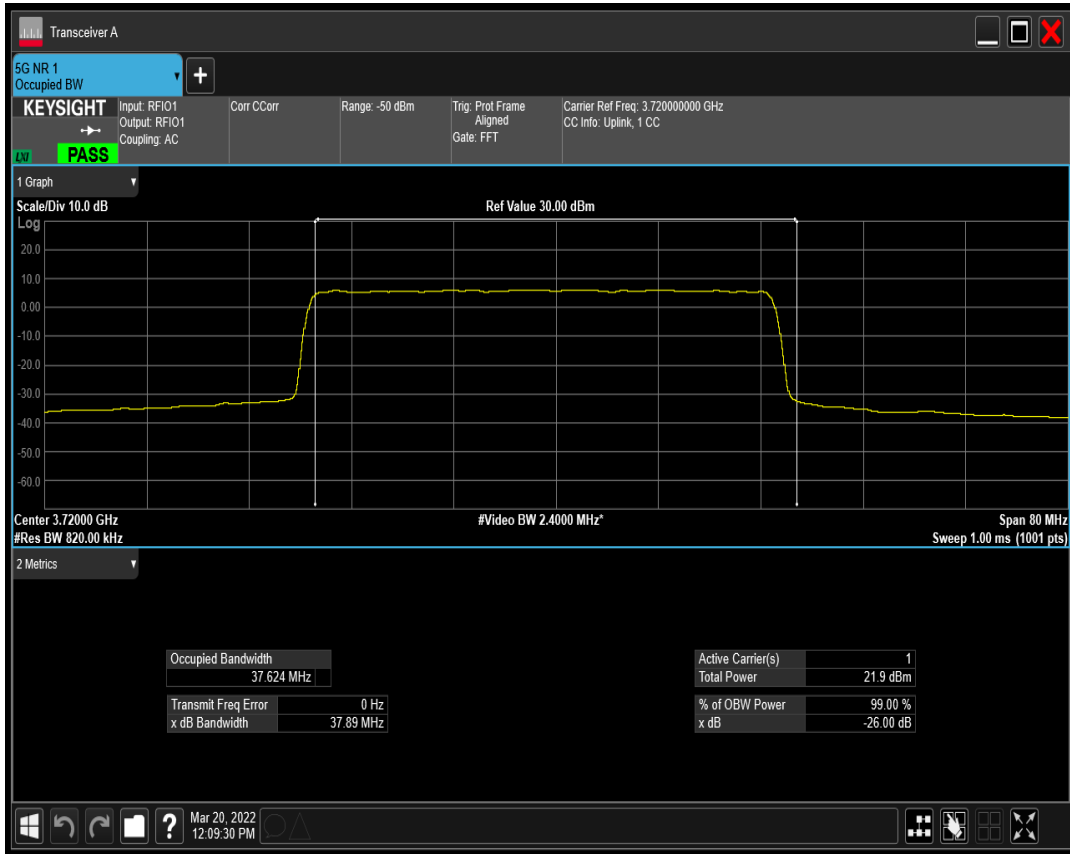 Transceiver A
5G NR 1
Occupied BW
+
KEYSIGHT
LXI PASS
Input: RFIO1
Output: RFIO1
Coupling: AC
Corr CCorr
Range: -50 dBm
Trig: Prot Frame
Aligned
Gate: FFT
Carrier Ref Freq: 3.720000000 GHz
CC Info: Uplink, 1 CC
1 Graph
Scale/Div 10.0 dB
Ref Value 30.00 dBm
Log
20.0
10.0
0.00
-10.0
-20.0
-30.0
-40.0
-50.0
-60.0
Center 3.72000 GHz
#Video BW 2.4000 MHz*
Span 80 MHz
#Res BW 820.00 kHz
Sweep 1.00 ms (1001 pts)
2 Metrics
Occupied Bandwidth
37.624 MHz
Transmit Freq Error 0 Hz
x dB Bandwidth 37.89 MHz
Active Carrier(s) 1
Total Power 21.9 dBm
% of OBW Power 99.00 %
x dB -26.00 dB
?
Mar 20, 2022
12:09:30 PM